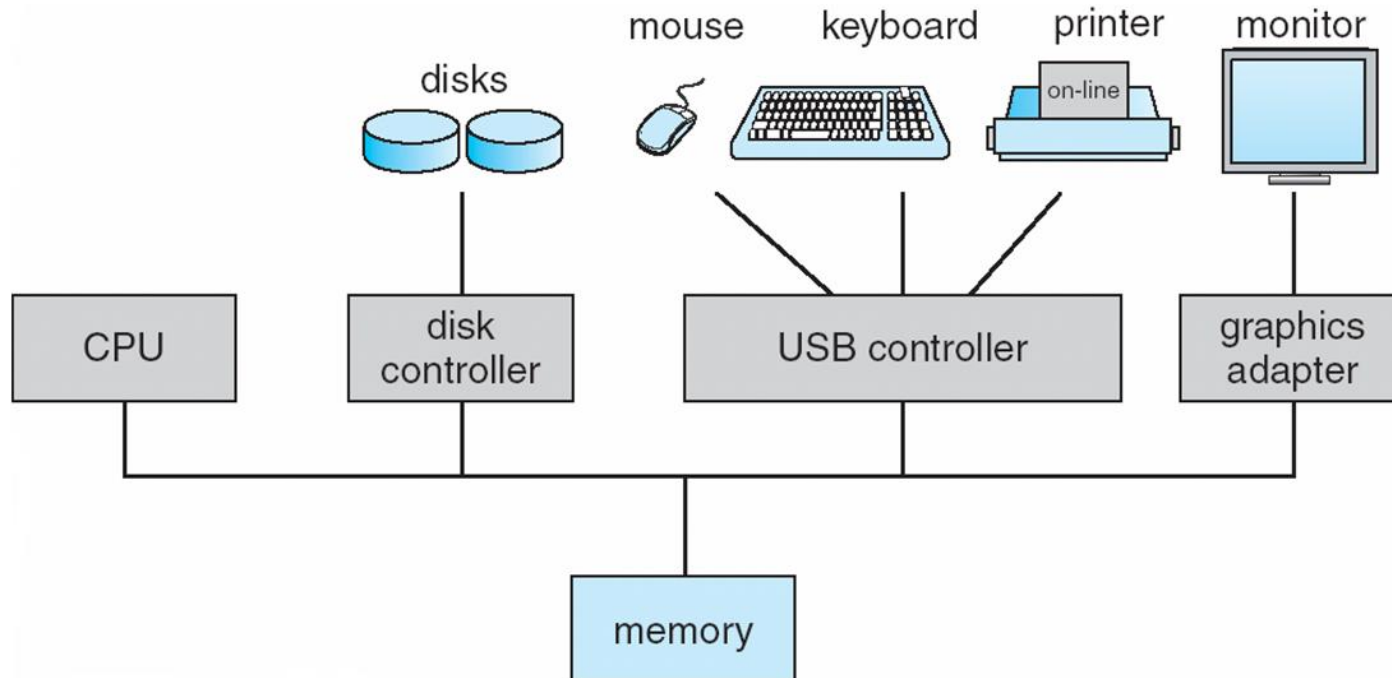 mouse
keyboard
printer
monitor
disks
on-line
CPU
disk
controller
USB controller
graphics
adapter
memory